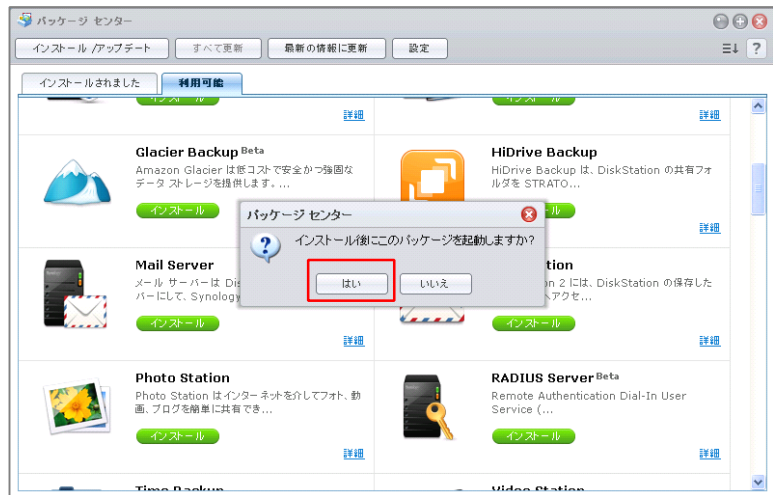 パッケージ センター
インストール /アップデート すべて更新 最新の情報に更新 設定
インストールされました 利用可能
詳細 詳細
Glacier Backup Beta
Amazon Glacier は低コストで安全かつ強固な
データ ストレージを提供します。...
インストール
HiDrive Backup
HiDrive Backup は、DiskStation の共有フォ
ルダを STRATO...
詳細
パッケージ センター
インストール後にこのパッケージを起動しますか?
はい いいえ
Mail Server
メール サーバーは Dis
バーにして、Synology
インストール
詳細
tion
n 2 には、DiskStation の保存した
アクセ...
インストール
詳細
Photo Station
Photo Station はインターネットを介してフォト、動
画、ブログを簡単に共有でき...
インストール
詳細
RADIUS Server Beta
Remote Authentication Dial-In User
Service (...
インストール
詳細
Time Backup
Video Station